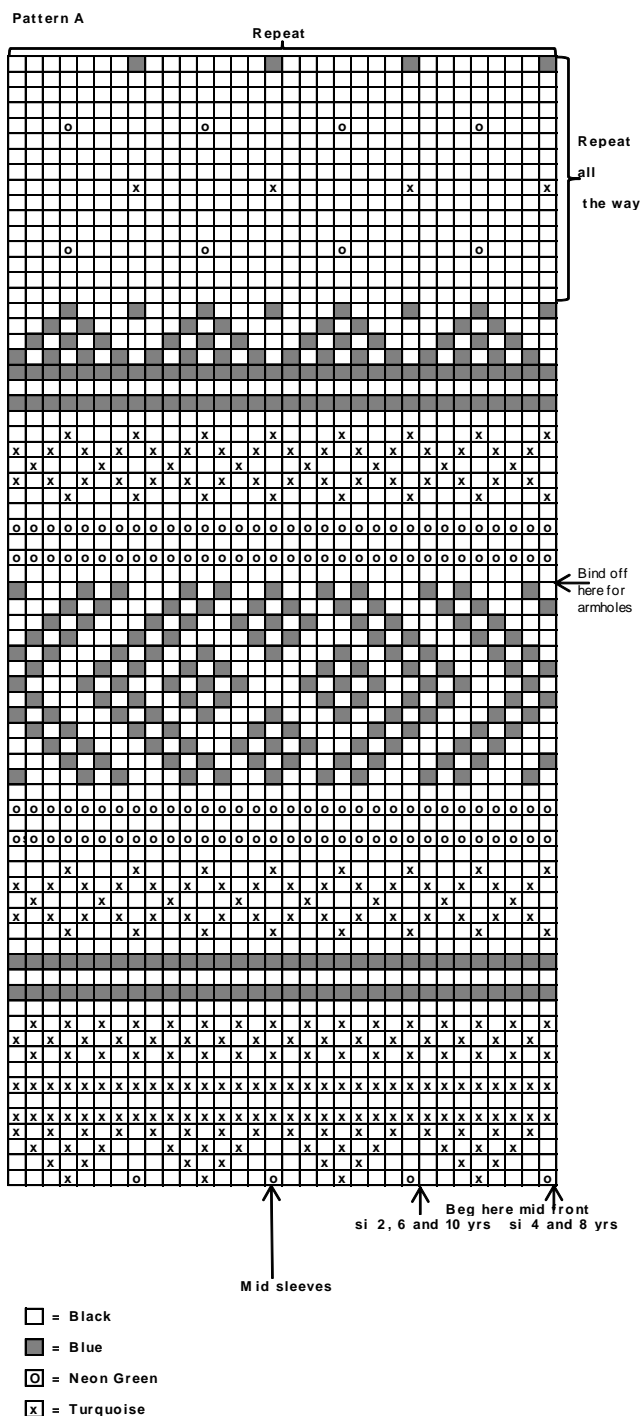 Pattern A
Repeat
Repeat
all
the way
Bind off
here for
armholes
Beg here mid front
si 2, 6 and 10 yrs si 4 and 8 yrs
Mid sleeves
= Black
= Blue
o = Neon Green
x = Turquoise